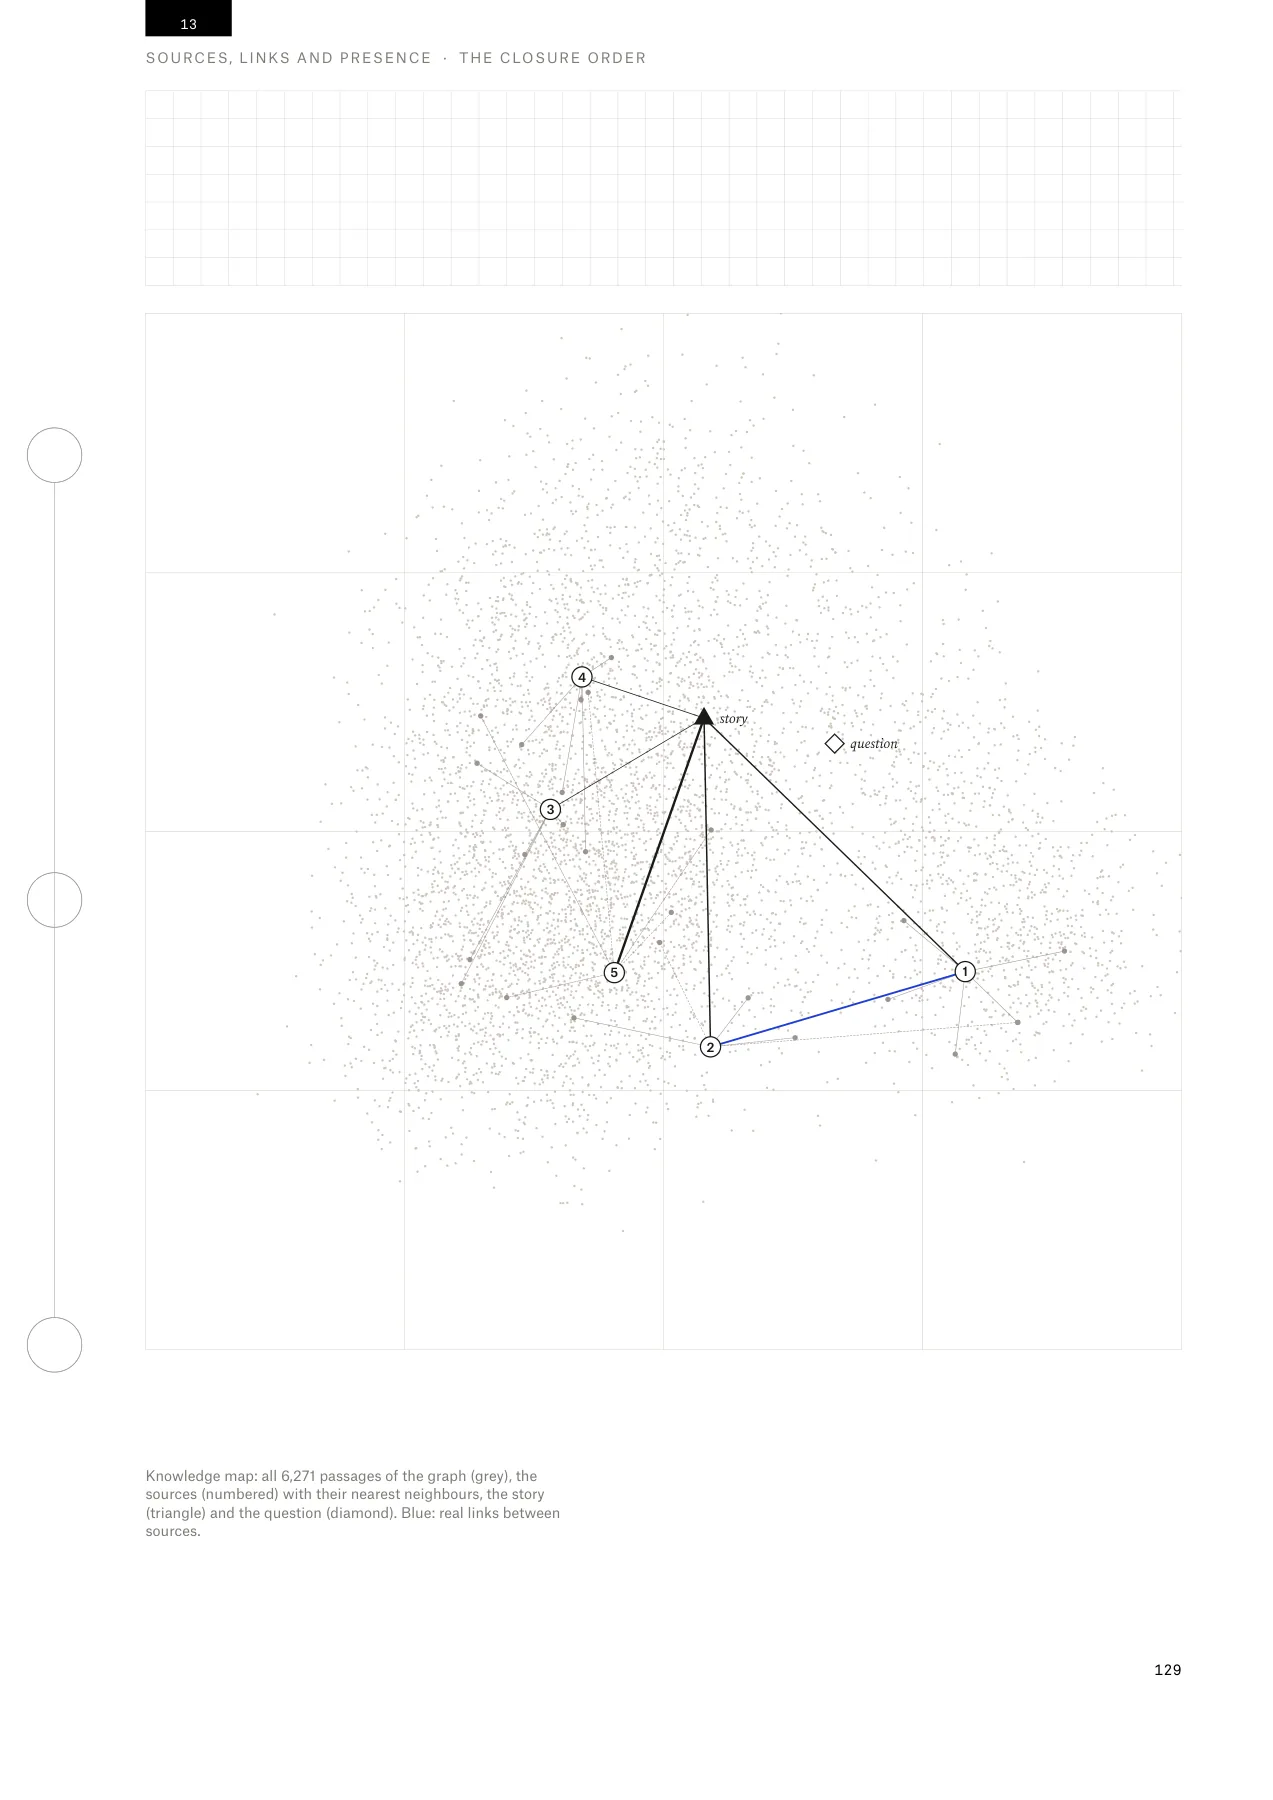 13
SOURCES, LINKS AND PRESENCE · THE CLOSURE ORDER
4
story
question
3
5
1
2
Knowledge map: all 6,271 passages of the graph (grey), the
sources (numbered) with their nearest neighbours, the story
(triangle) and the question (diamond). Blue: real links between
sources.
129